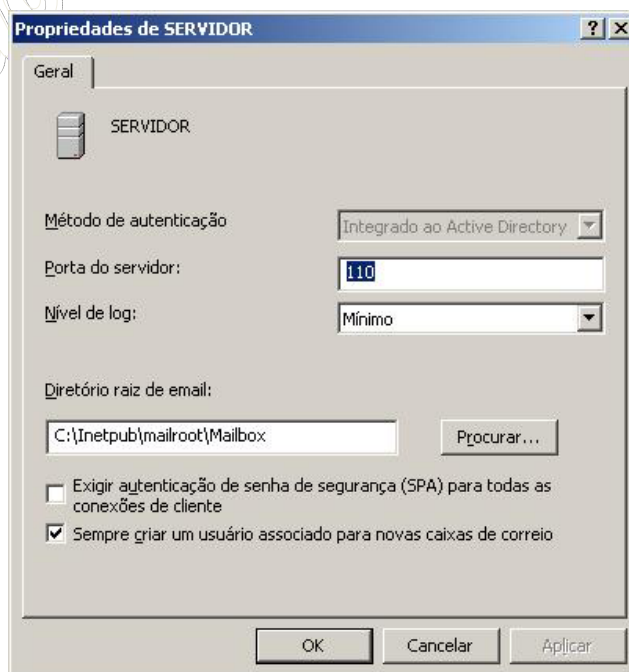 Propriedades de SERVIDOR
Geral
SERVIDOR
Método de autenticação
Integrado ao Active Directory
Porta do servidor:
110
Nível de log:
Mínimo
Diretório raiz de email:
C:\Inetpub\mailroot\Mailbox
Procurar...
Exigir autenticação de senha de segurança (SPA) para todas as
conexões de cliente
Sempre criar um usuário associado para novas caixas de correio
OK
Cancelar
Aplicar